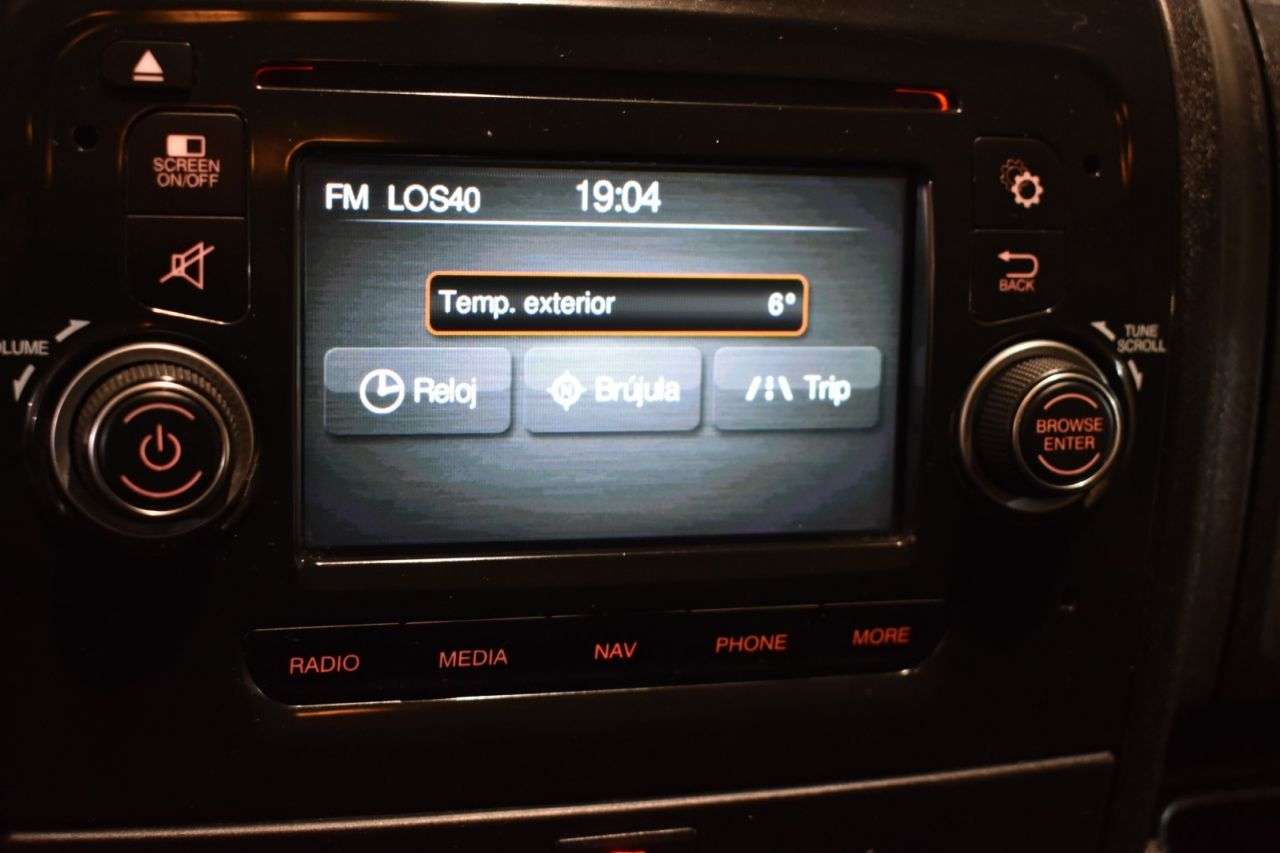 SCREEN
ON/OFF
FM LOS40 19:04
Temp. exterior 6°
Reloj
N
Brújula
Trip
BACK
TUNE
SCROLL
BROWSE
ENTER
RADIO
MEDIA
NAV
PHONE
MORE